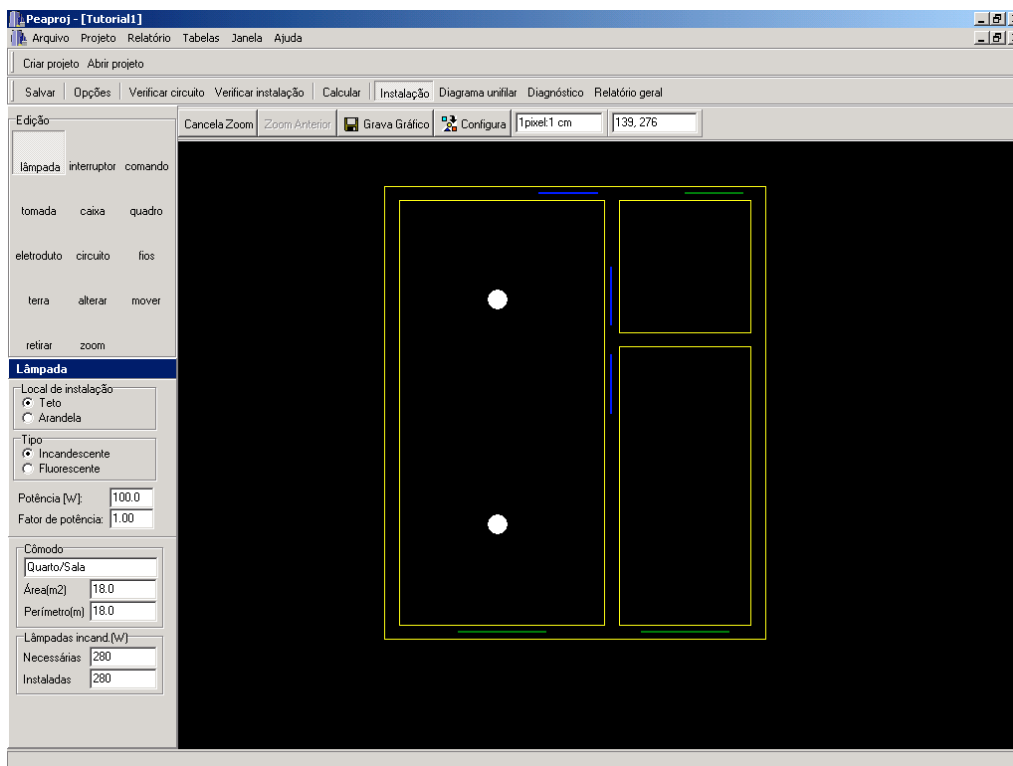 Peaproj - [Tutorial1]
Arquivo Projeto Relatório Tabelas Janela Ajuda
Criar projeto Abrir projeto
Salvar Opções Verificar circuito Verificar instalação Calcular Instalação Diagrama unifilar Diagnóstico Relatório geral
Edição
Cancela Zoom Zoom Anterior Grava Gráfico Configura 1pixel:1 cm 139, 276
lâmpada interruptor comando
tomada caixa quadro
eletroduto circuito fios
terra alterar mover
retirar zoom
Lâmpada
Local de instalação
Teto
Arandela
Tipo
Incandescente
Fluorescente
Potência [W]: 100.0
Fator de potência: 1.00
Cômodo
Quarto/Sala
Área(m2) 18.0
Perímetro(m) 18.0
Lâmpadas incand.(W)
Necessárias 280
Instaladas 280